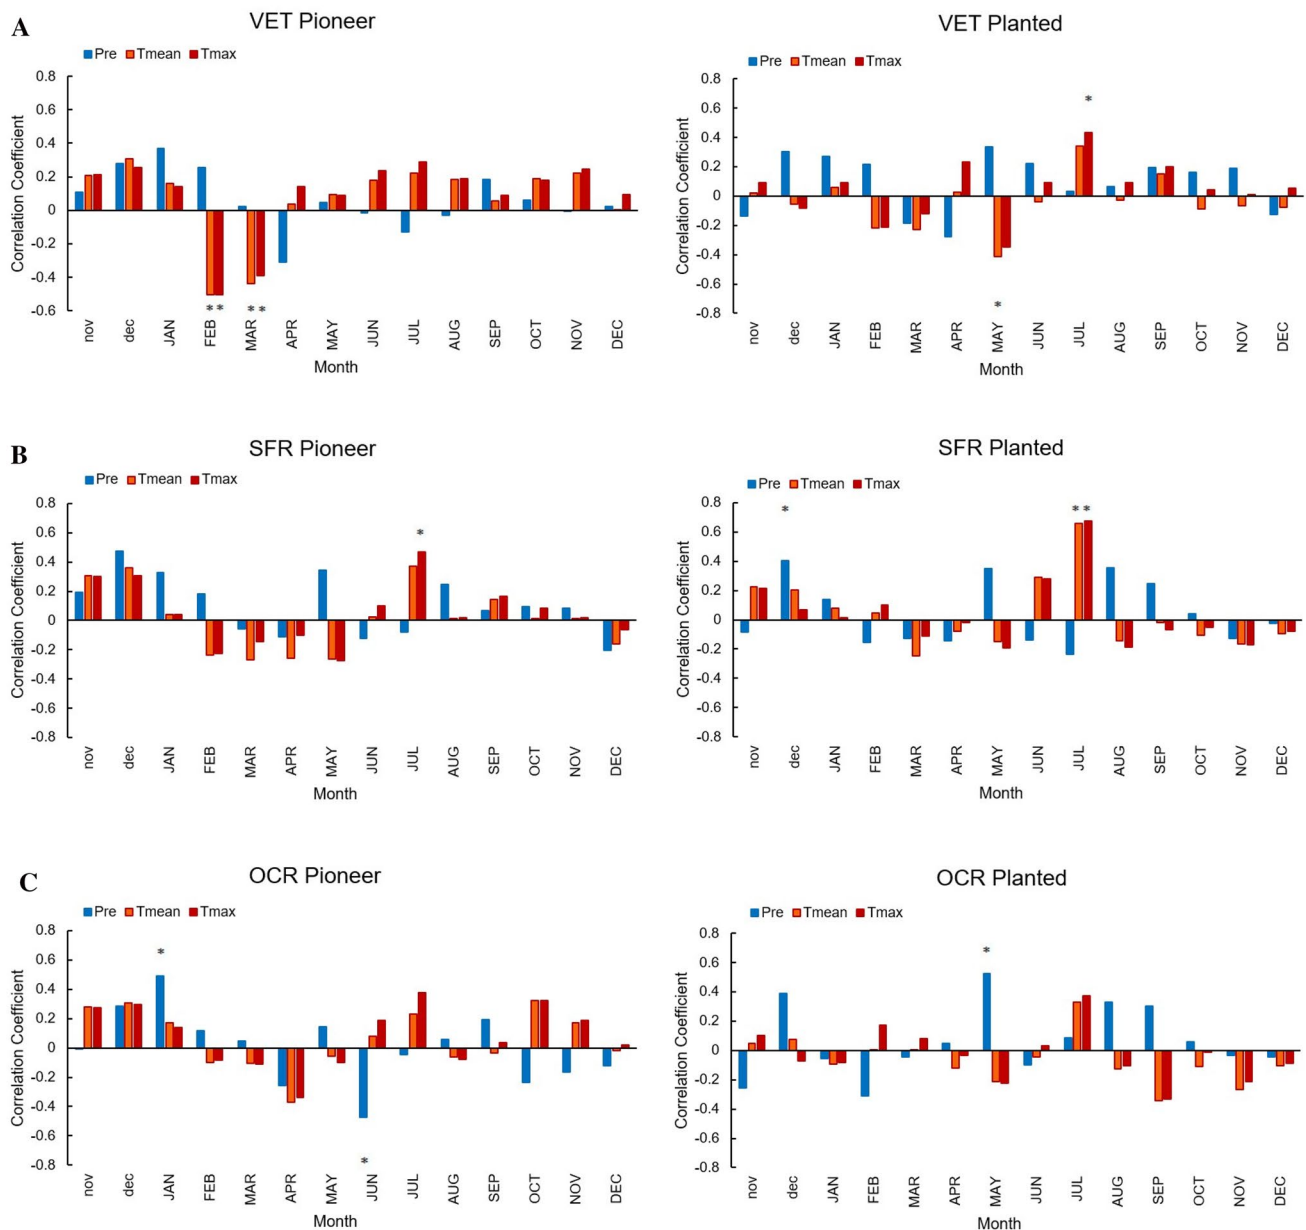 A
VET Pioneer
Pre Tmean Tmax
Correlation Coefficient
0.8
0.6
0.4
0.2
0
-0.2
-0.4
-0.6
* * * *
nov dec JAN FEB MAR APR MAY JUN JUL AUG SEP OCT NOV DEC
Month
VET Planted
Pre Tmean Tmax
Correlation Coefficient
0.8
0.6
0.4
0.2
0
-0.2
-0.4
-0.6
-0.8
*
*
nov dec JAN FEB MAR APR MAY JUN JUL AUG SEP OCT NOV DEC
Month
B
SFR Pioneer
Pre Tmean Tmax
Correlation Coefficient
0.8
0.6
0.4
0.2
0
-0.2
-0.4
-0.6
-0.8
*
nov dec JAN FEB MAR APR MAY JUN JUL AUG SEP OCT NOV DEC
Month
SFR Planted
Pre Tmean Tmax
Correlation Coefficient
0.8
0.6
0.4
0.2
0
-0.2
-0.4
-0.6
-0.8
* * *
nov dec JAN FEB MAR APR MAY JUN JUL AUG SEP OCT NOV DEC
Month
C
OCR Pioneer
Pre Tmean Tmax
Correlation Coefficient
0.8
0.6
0.4
0.2
0
-0.2
-0.4
-0.6
-0.8
*
*
nov dec JAN FEB MAR APR MAY JUN JUL AUG SEP OCT NOV DEC
Month
OCR Planted
Pre Tmean Tmax
Correlation Coefficient
0.8
0.6
0.4
0.2
0
-0.2
-0.4
-0.6
-0.8
*
nov dec JAN FEB MAR APR MAY JUN JUL AUG SEP OCT NOV DEC
Month